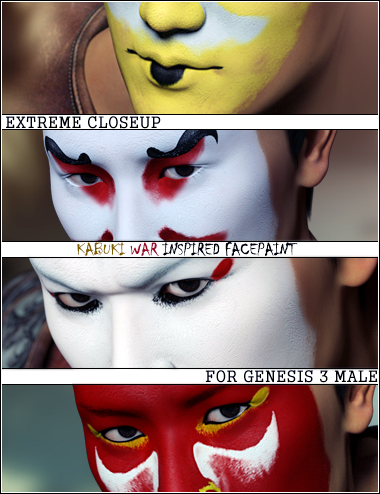 EXTREME CLOSEUP
KABUKI WAR INSPIRED FACEPAINT
FOR GENESIS 3 MALE